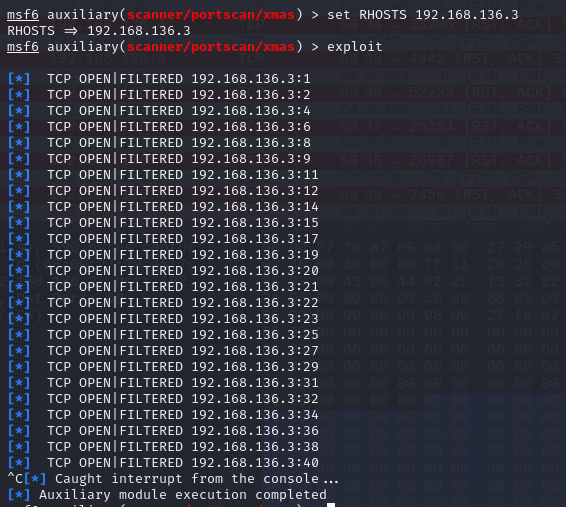 msf6 auxiliary(scanner/portscan/xmas) > set RHOSTS 192.168.136.3
RHOSTS => 192.168.136.3
msf6 auxiliary(scanner/portscan/xmas) > exploit
[*]  TCP OPEN|FILTERED 192.168.136.3:1
[*]  TCP OPEN|FILTERED 192.168.136.3:2
[*]  TCP OPEN|FILTERED 192.168.136.3:4
[*]  TCP OPEN|FILTERED 192.168.136.3:6
[*]  TCP OPEN|FILTERED 192.168.136.3:8
[*]  TCP OPEN|FILTERED 192.168.136.3:9
[*]  TCP OPEN|FILTERED 192.168.136.3:11
[*]  TCP OPEN|FILTERED 192.168.136.3:12
[*]  TCP OPEN|FILTERED 192.168.136.3:14
[*]  TCP OPEN|FILTERED 192.168.136.3:15
[*]  TCP OPEN|FILTERED 192.168.136.3:17
[*]  TCP OPEN|FILTERED 192.168.136.3:19
[*]  TCP OPEN|FILTERED 192.168.136.3:20
[*]  TCP OPEN|FILTERED 192.168.136.3:21
[*]  TCP OPEN|FILTERED 192.168.136.3:22
[*]  TCP OPEN|FILTERED 192.168.136.3:23
[*]  TCP OPEN|FILTERED 192.168.136.3:25
[*]  TCP OPEN|FILTERED 192.168.136.3:27
[*]  TCP OPEN|FILTERED 192.168.136.3:29
[*]  TCP OPEN|FILTERED 192.168.136.3:31
[*]  TCP OPEN|FILTERED 192.168.136.3:32
[*]  TCP OPEN|FILTERED 192.168.136.3:34
[*]  TCP OPEN|FILTERED 192.168.136.3:36
[*]  TCP OPEN|FILTERED 192.168.136.3:38
[*]  TCP OPEN|FILTERED 192.168.136.3:40
^C[*] Caught interrupt from the console...
[*] Auxiliary module execution completed
msf6 auxiliary(scanner/portscan/xmas) >